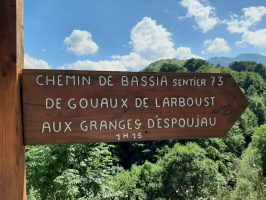 CHEMIN DE BASSIA SENTIER 73
DE GOUAUX DE LARBOUST
AUX GRANGES D'ESPOUJAU
1H15